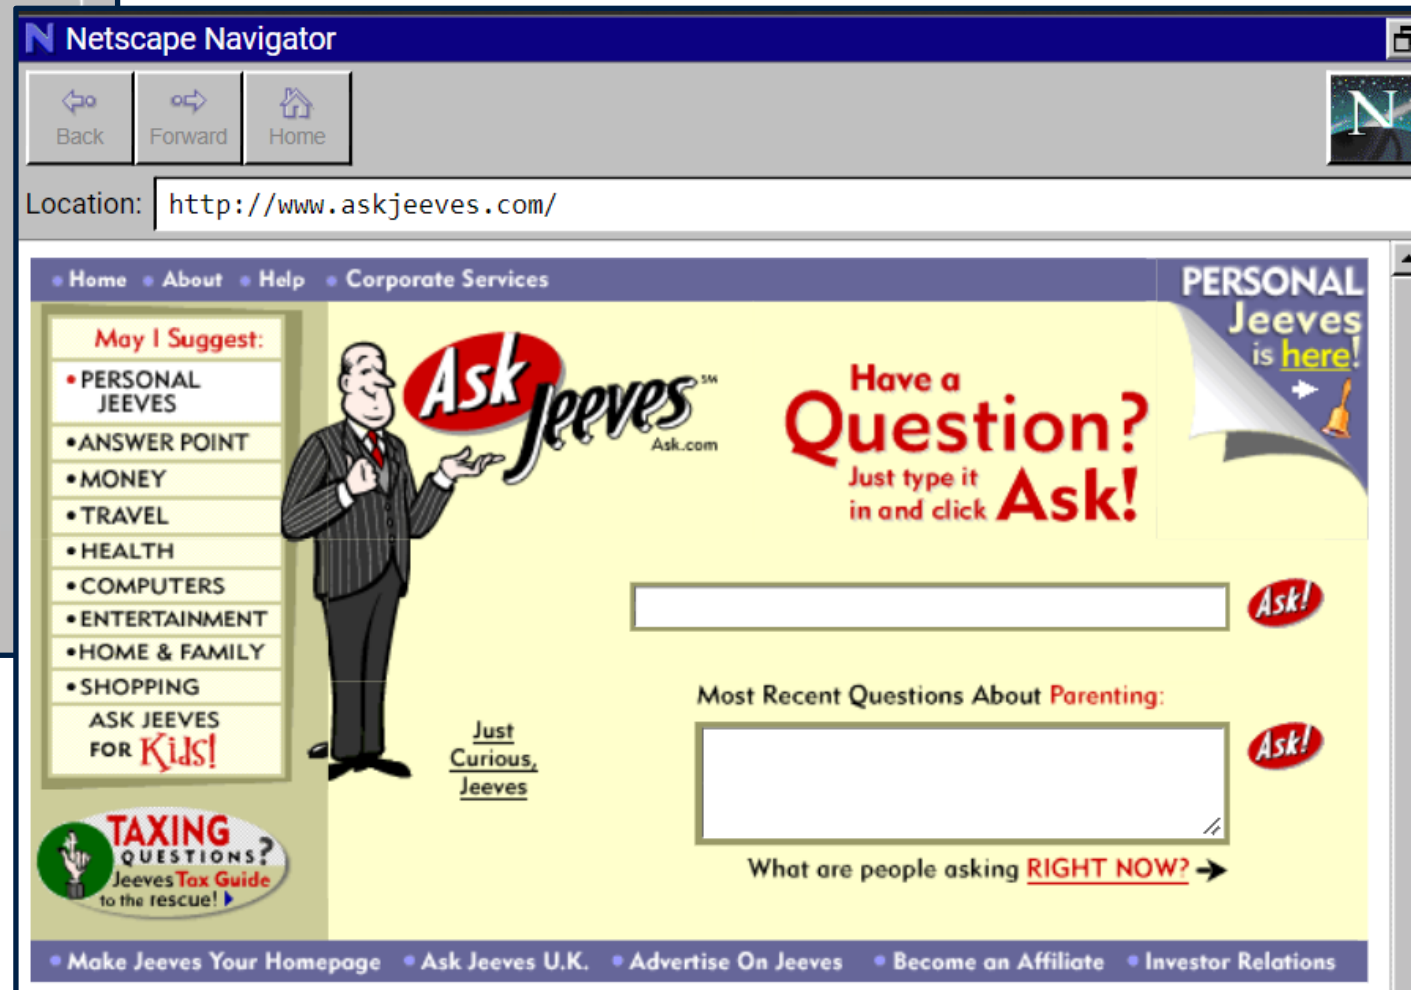 N Netscape Navigator
Back Forward Home
N
Location: http://www.askjeeves.com/
Home About Help Corporate Services
PERSONAL
Jeeves
is here!
May I Suggest:
PERSONAL
JEEVES
ANSWER POINT
MONEY
TRAVEL
HEALTH
COMPUTERS
ENTERTAINMENT
HOME & FAMILY
SHOPPING
ASK JEEVES
FOR Kids!
Ask Jeeves℠
Ask.com
Have a
Question?
Just type it
in and click Ask!
Ask!
Most Recent Questions About Parenting:
Ask!
Just
Curious,
Jeeves
What are people asking RIGHT NOW?
TAXING
QUESTIONS?
Jeeves Tax Guide
to the rescue!
Make Jeeves Your Homepage Ask Jeeves U.K. Advertise On Jeeves Become an Affiliate Investor Relations